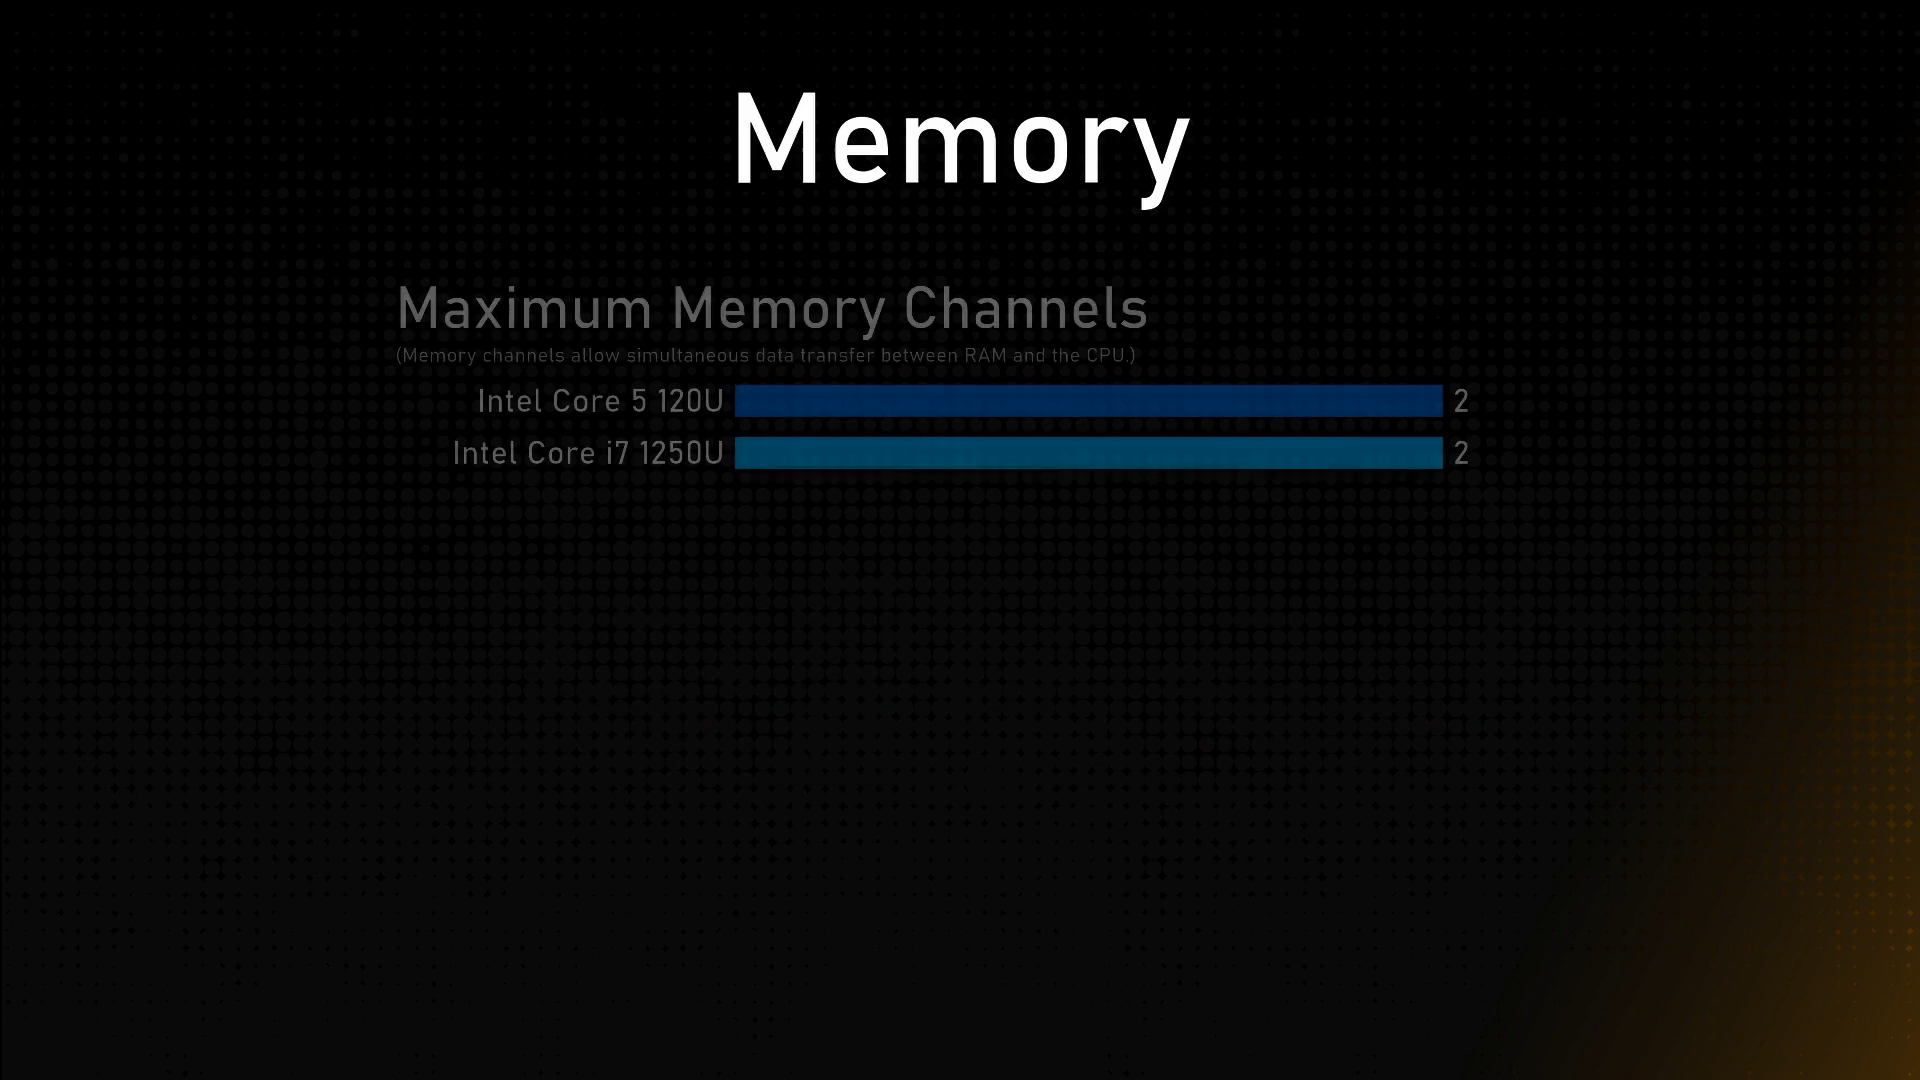 Memory
Maximum Memory Channels
(Memory channels allow simultaneous data transfer between RAM and the CPU.)
Intel Core 5 120U 2
Intel Core i7 1250U 2